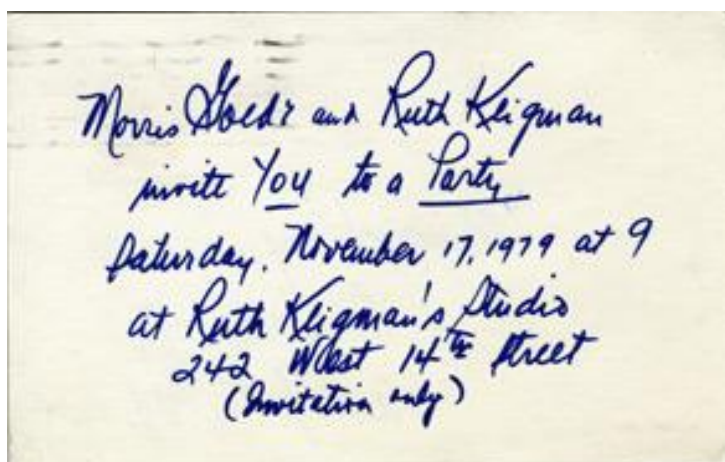 Morris Golde and Ruth Kligman
invite You to a Party
Saturday, November 17, 1979 at 9
at Ruth Kligman's Studio
242 West 14th Street
(Invitation only)